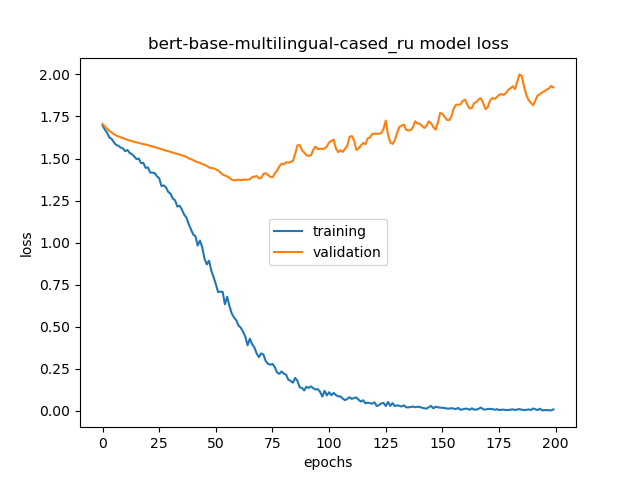 bert-base-multilingual-cased_ru model loss
2.00
1.75
1.50
1.25
1.00
0.75
0.50
0.25
0.00
loss
training
validation
0 25 50 75 100 125 150 175 200
epochs